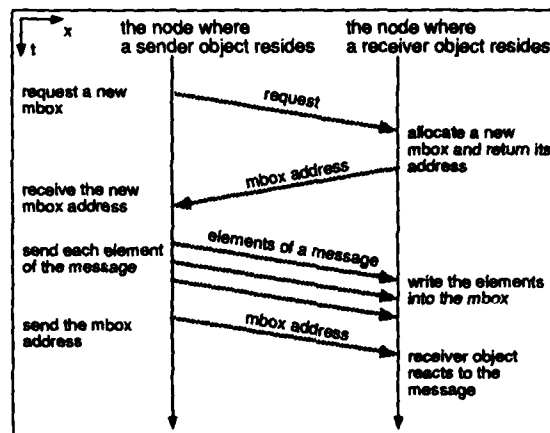 x
t
the node where
a sender object resides
the node where
a receiver object resides
request a new
mbox
request
allocate a new
mbox and return its
address
mbox address
receive the new
mbox address
elements of a message
send each element
of the message
write the elements
into the mbox
send the mbox
address
mbox address
receiver object
reacts to the
message